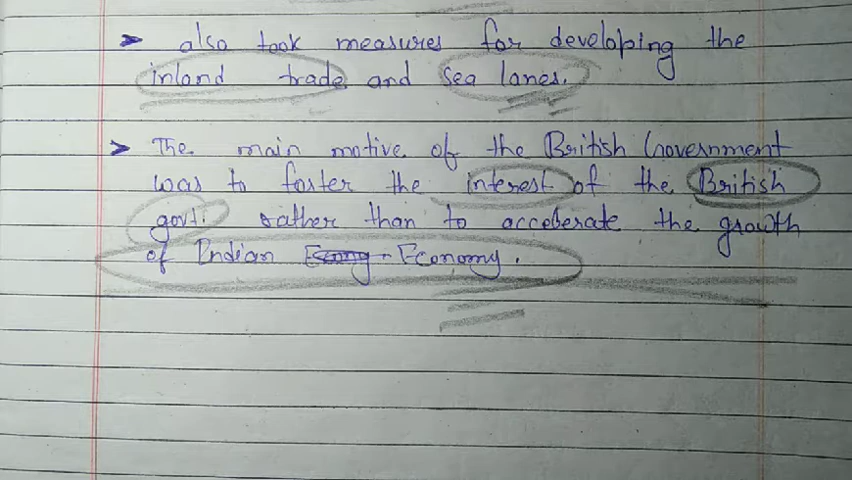 ➤ also took measures for developing the
inland trade and sea lanes.
➤ The main motive of the British Government
was to foster the interest of the British
govt. rather than to acceberate the growth
of Indian - Economy.